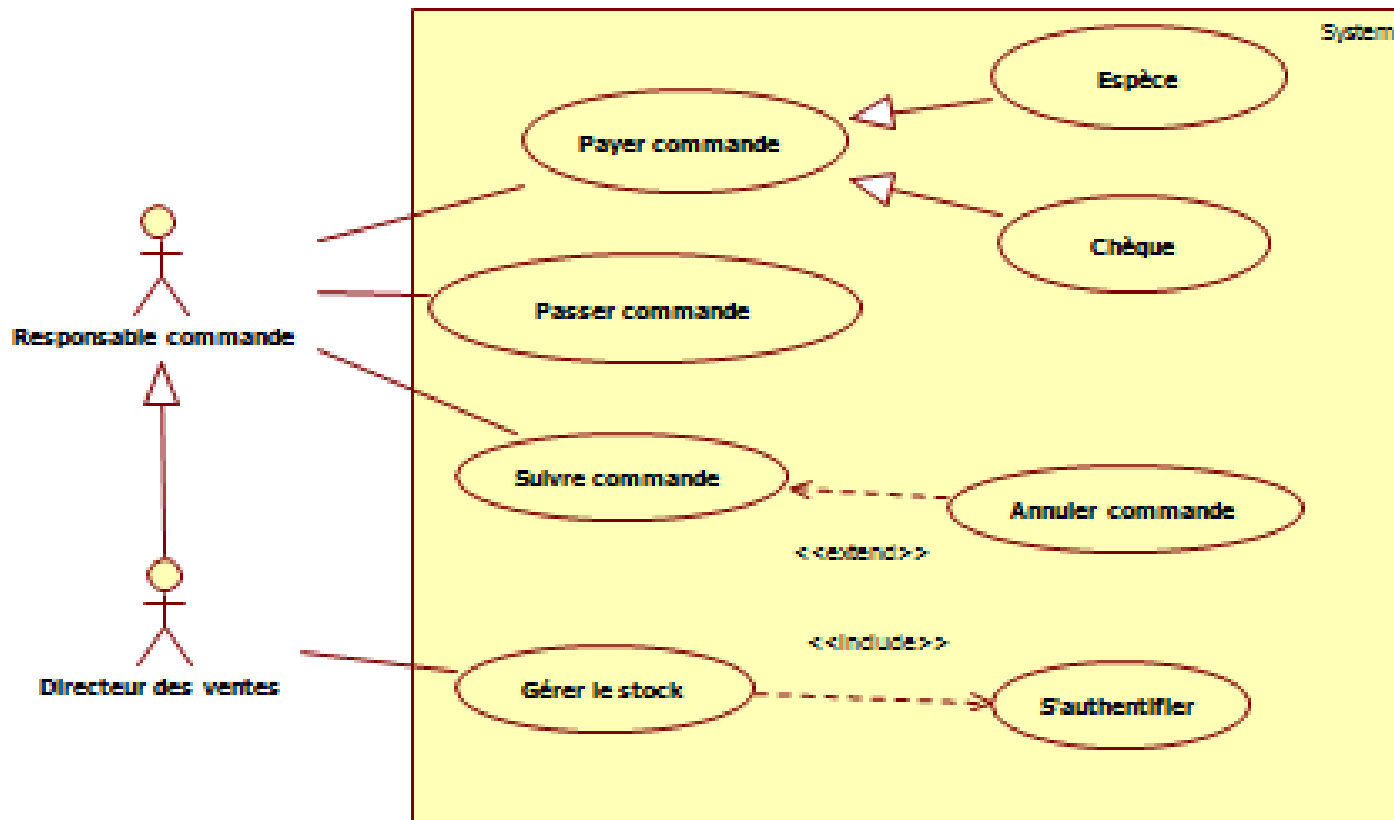 System
Espèce
Payer commande
Chèque
Passer commande
Responsable commande
Suivre commande
Annuler commande
<<extend>>
<<include>>
Directeur des ventes
Gérer le stock
S'authentifier